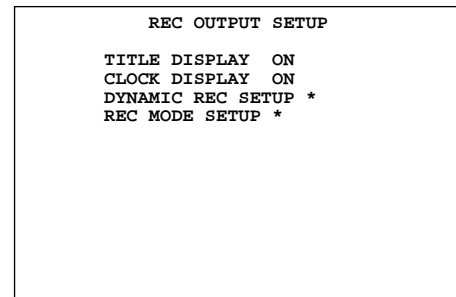 REC OUTPUT SETUP
TITLE DISPLAY ON
CLOCK DISPLAY ON
DYNAMIC REC SETUP *
REC MODE SETUP *